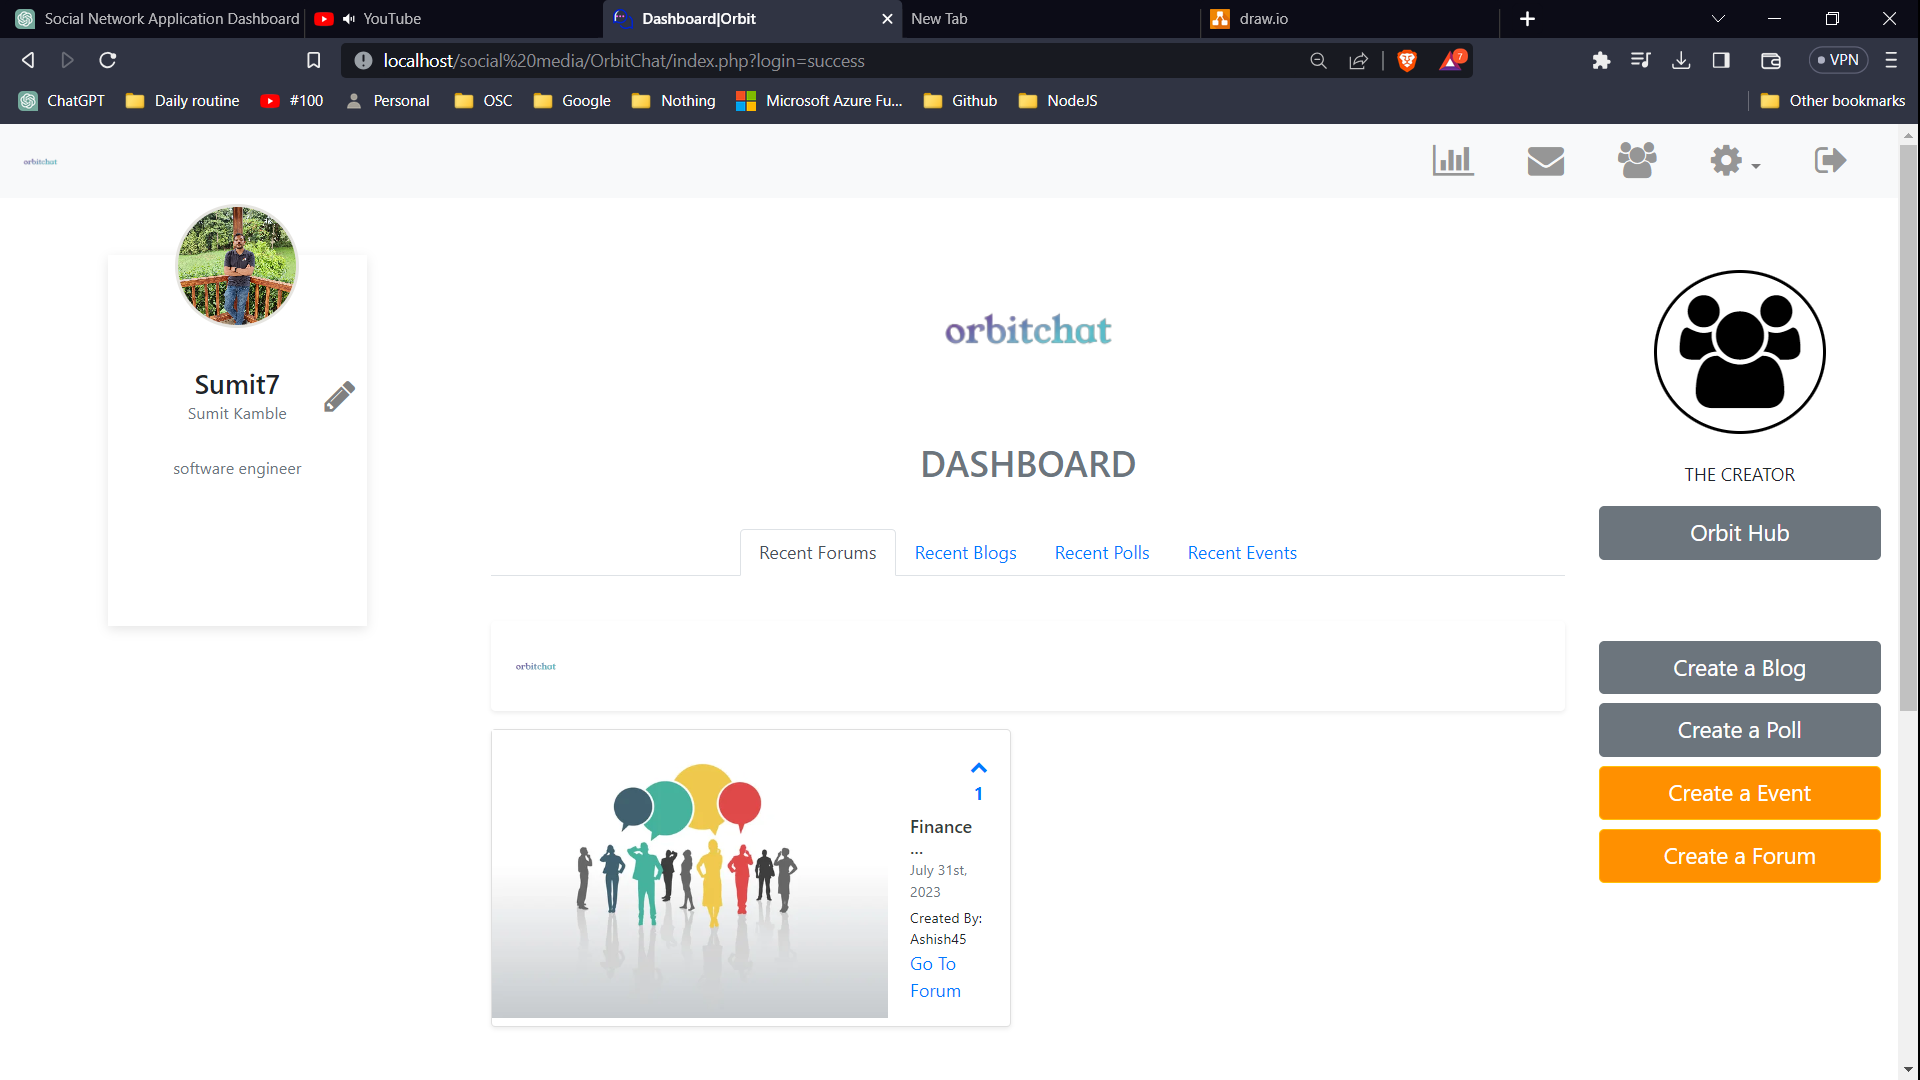 Social Network Application Dashboard
YouTube
Dashboard|Orbit
New Tab
draw.io
localhost/social%20media/OrbitChat/index.php?login=success
7
VPN
ChatGPT
Daily routine
#100
Personal
OSC
Google
Nothing
Microsoft Azure Fu...
Github
NodeJS
Other bookmarks
orbitchat
Sumit7
Sumit Kamble
software engineer
orbitchat
DASHBOARD
Recent Forums
Recent Blogs
Recent Polls
Recent Events
orbitchat
1
Finance
...
July 31st,
2023
Created By:
Ashish45
Go To
Forum
THE CREATOR
Orbit Hub
Create a Blog
Create a Poll
Create a Event
Create a Forum